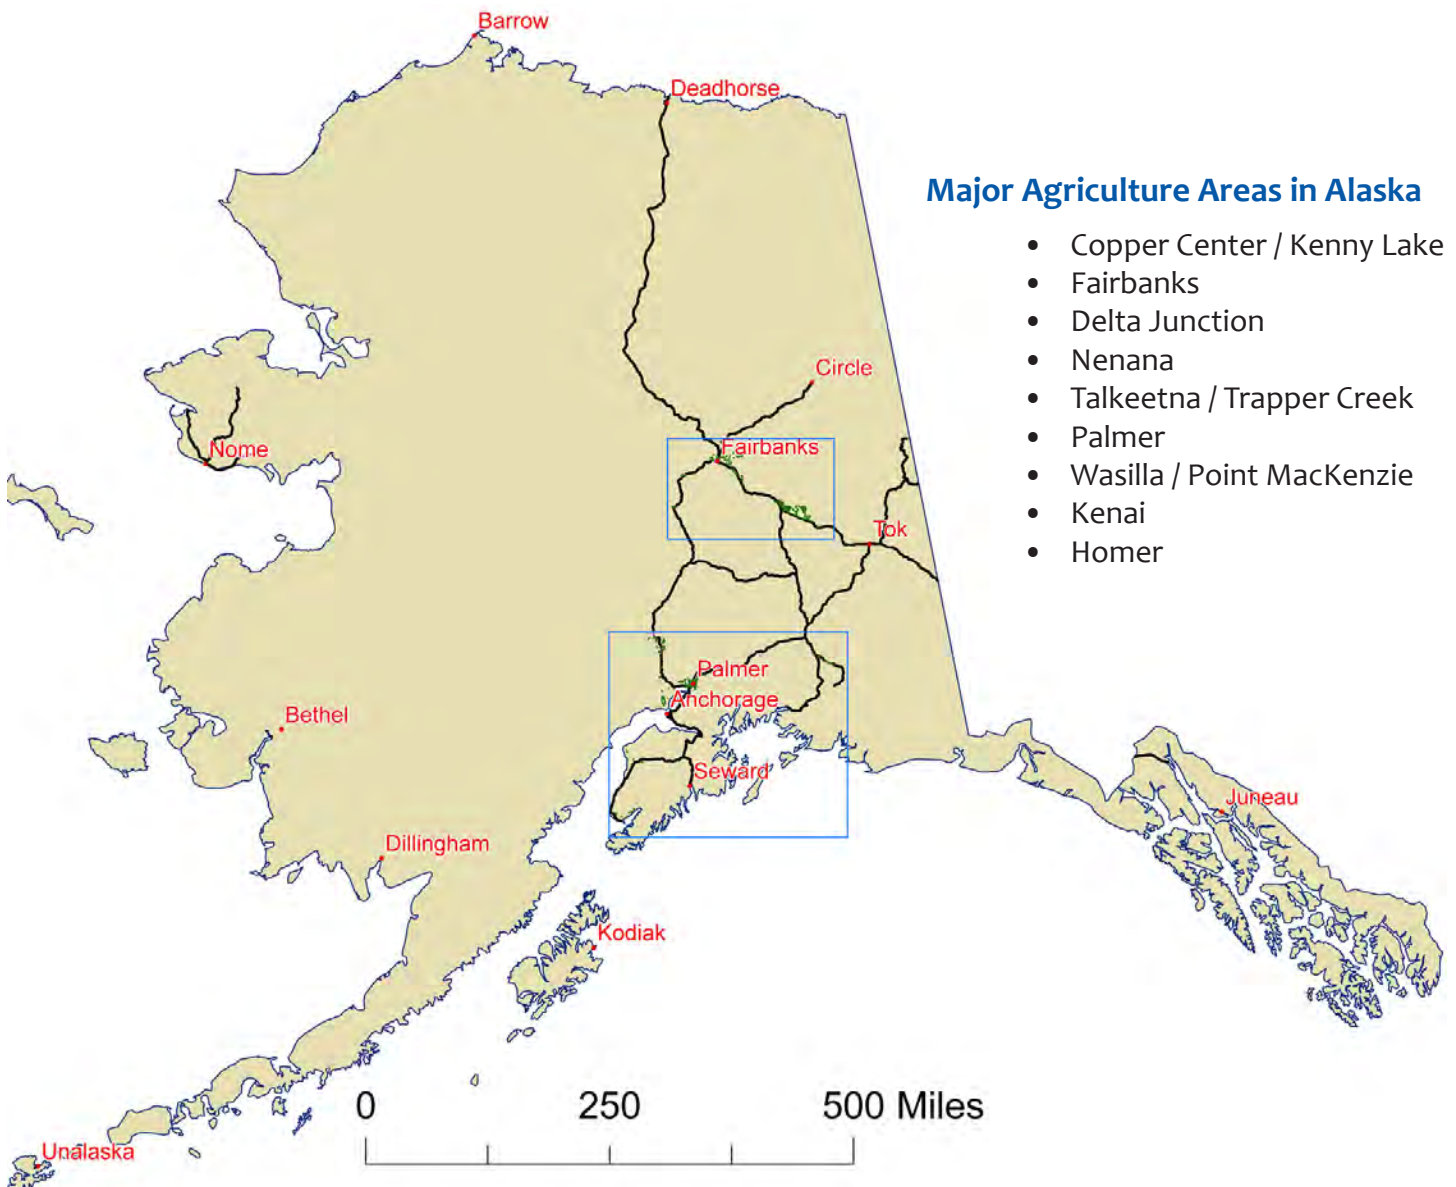 Barrow
Deadhorse
Major Agriculture Areas in Alaska
• Copper Center / Kenny Lake
• Fairbanks
• Delta Junction
• Nenana
• Talkeetna / Trapper Creek
• Palmer
• Wasilla / Point MacKenzie
• Kenai
• Homer
Circle
Nome
Fairbanks
Tok
Palmer
Anchorage
Bethel
Seward
Juneau
Dillingham
Kodiak
0 250 500 Miles
Unalaska